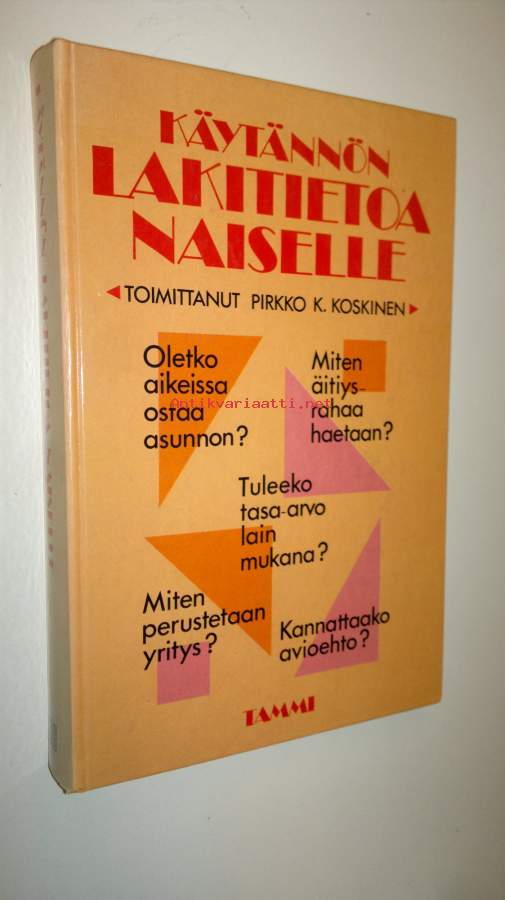 KÄYTÄNNÖN
LAKITIETOA
NAISELLE
TOIMITTANUT PIRKKO K. KOSKINEN
Oletko
aikeissa
ostaa
asunnon?
Miten
äitiys-
rahaa
haetaan?
Antikvariaatti.net
Tuleeko
tasa-arvo
lain
mukana?
Miten
perustetaan
yritys?
Kannattaako
avioehto?
TAMMI